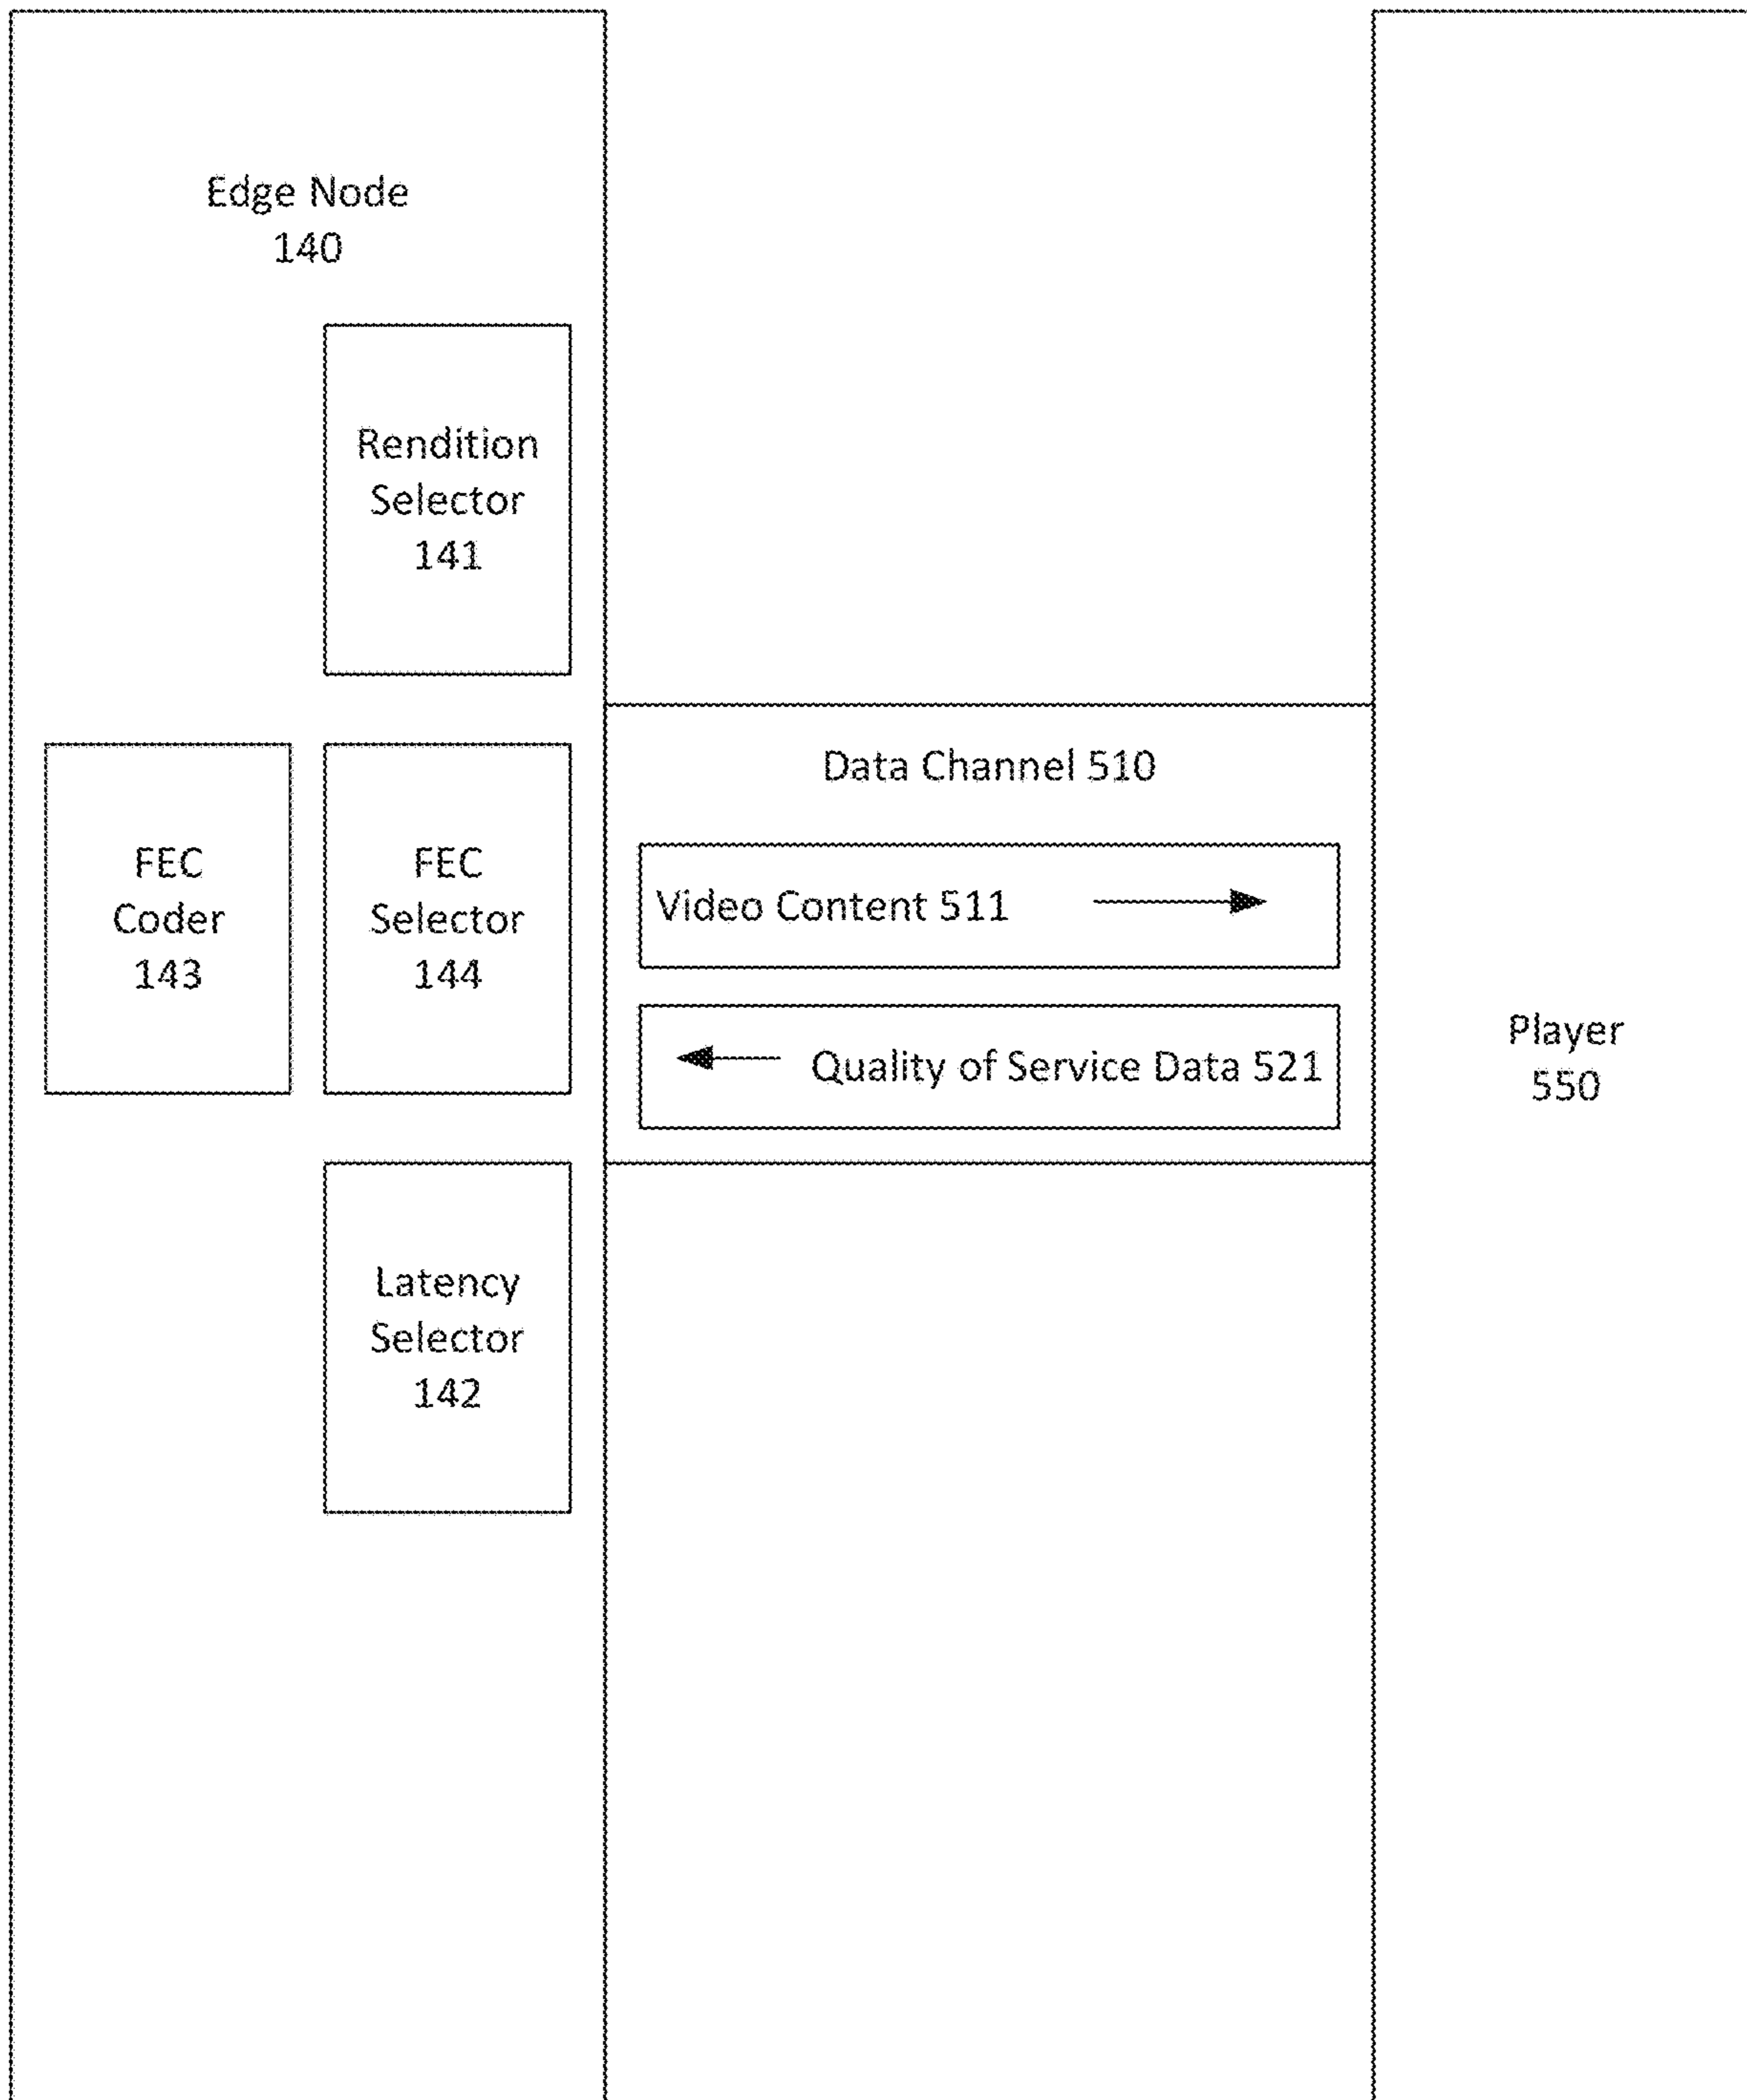 Edge Node
140
Rendition
Selector
141
FEC
Coder
143
FEC
Selector
144
Latency
Selector
142
Data Channel 510
Video Content 511
Quality of Service Data 521
Player
550